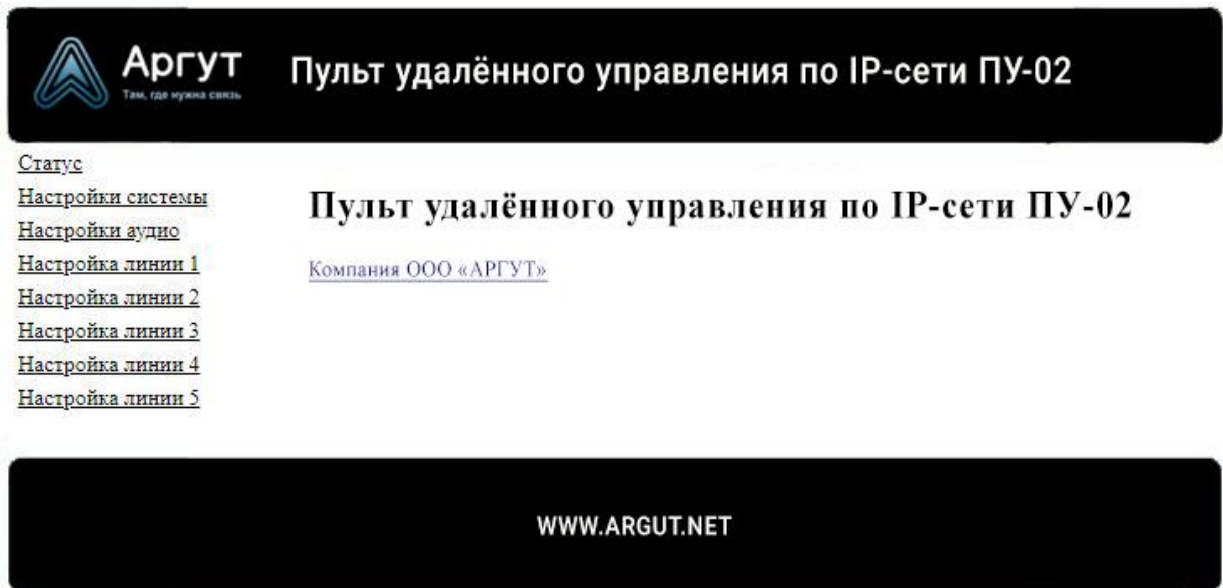 Аргут
Там, где нужна связь
Пульт удалённого управления по IP-сети ПУ-02
Статус
Настройки системы
Настройки аудио
Настройка линии 1
Настройка линии 2
Настройка линии 3
Настройка линии 4
Настройка линии 5
Пульт удалённого управления по IP-сети ПУ-02
Компания ООО «АРГУТ»
WWW.ARGUT.NET